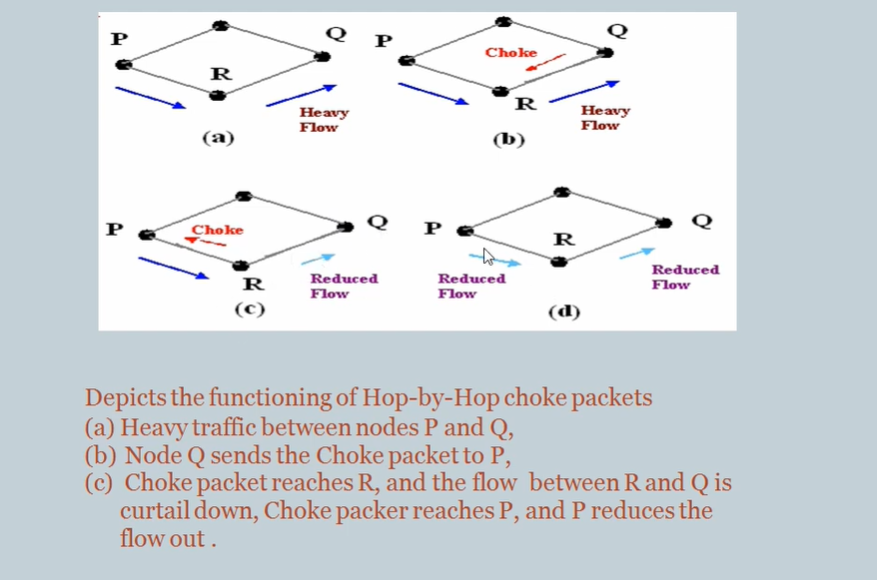 P
Q
R
Heavy
Flow
(a)
P
Q
Choke
R
Heavy
Flow
(b)
P
Q
Choke
R
Reduced
Flow
(c)
P
Q
R
Reduced
Flow
Reduced
Flow
(d)
Depicts the functioning of Hop-by-Hop choke packets
(a) Heavy traffic between nodes P and Q,
(b) Node Q sends the Choke packet to P,
(c) Choke packet reaches R, and the flow between R and Q is
curtail down, Choke packer reaches P, and P reduces the
flow out .